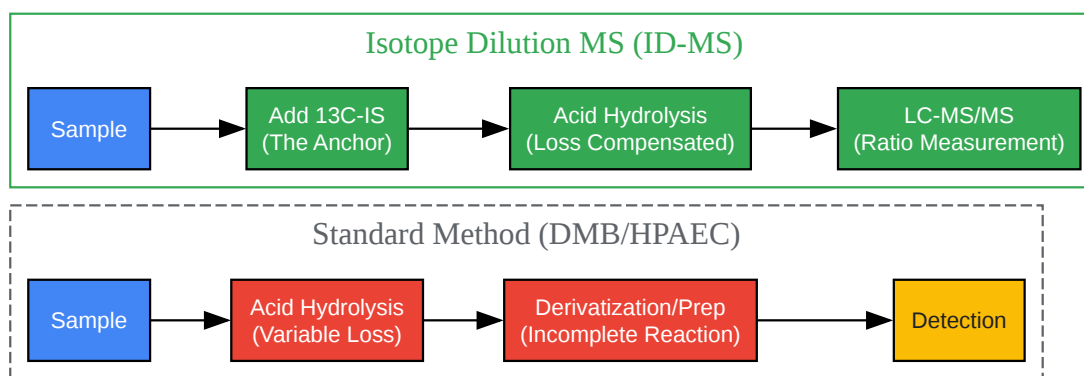 Isotope Dilution MS (ID-MS)
Sample
Add 13C-IS
(The Anchor)
Acid Hydrolysis
(Loss Compensated)
LC-MS/MS
(Ratio Measurement)
Standard Method (DMB/HPAEC)
Sample
Acid Hydrolysis
(Variable Loss)
Derivatization/Prep
(Incomplete Reaction)
Detection